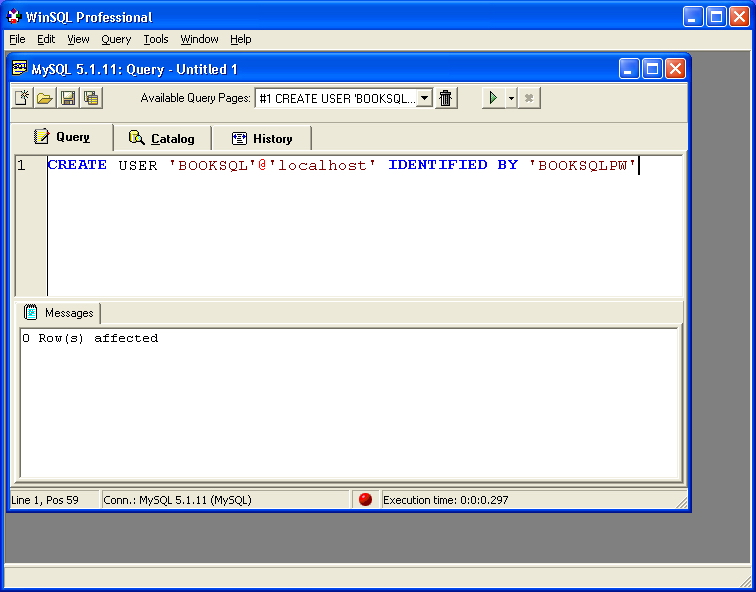 WinSQL Professional
File Edit View Query Tools Window Help
MySQL 5.1.11: Query - Untitled 1
Available Query Pages: #1 CREATE USER 'BOOKSQL...
Query Catalog History
1 CREATE USER 'BOOKSQL'@'localhost' IDENTIFIED BY 'BOOKSQLPW'
Messages
0 Row(s) affected
Line 1, Pos 59 Conn.: MySQL 5.1.11 (MySQL) Execution time: 0:0:0.297